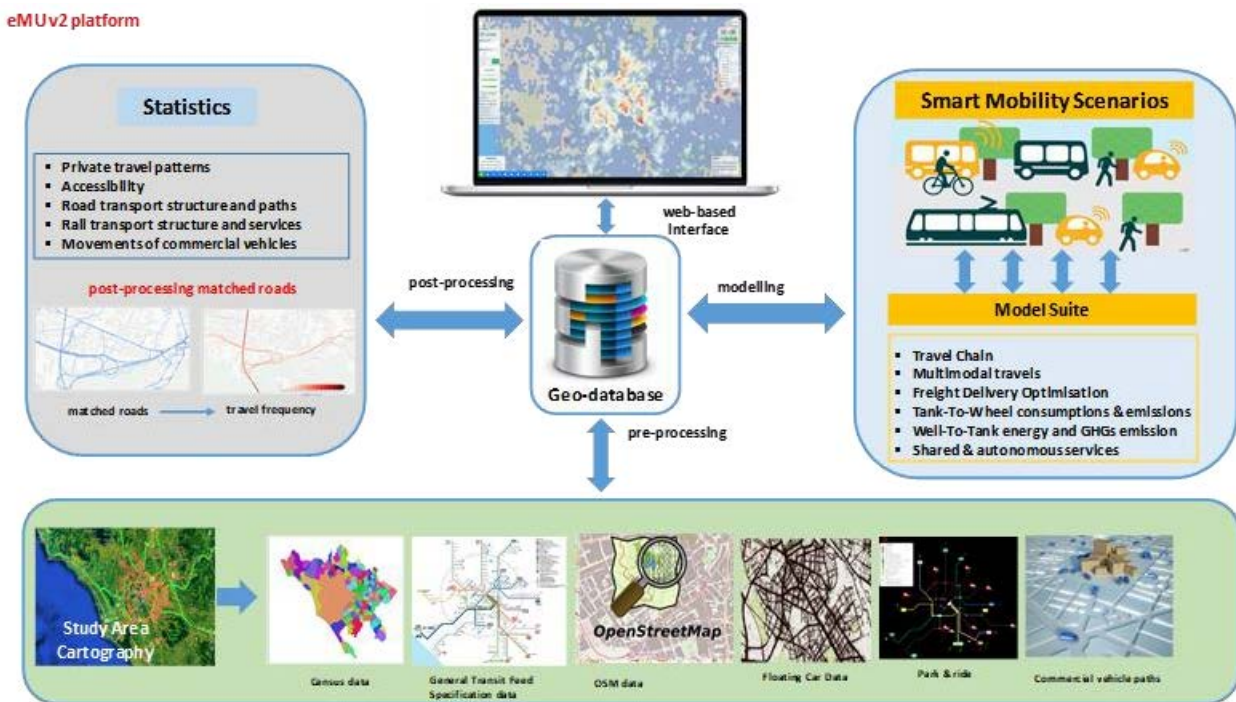 eMUv2 platform
Statistics
Private travel patterns
Accessibility
Road transport structure and paths
Rail transport structure and services
Movements of commercial vehicles
post-processing matched roads
matched roads
travel frequency
web-based
Interface
post-processing
modelling
Geo-database
pre-processing
Smart Mobility Scenarios
Model Suite
Travel Chain
Multimodal travels
Freight Delivery Optimisation
Tank-To-Wheel consumptions & emissions
Well-To-Tank energy and GHGs emission
Shared & autonomous services
Study Area
Cartography
Census data
General Transit Feed
Specification data
OpenStreetMap
OSM data
Floating Car Data
Park & ride
Commercial vehicle paths